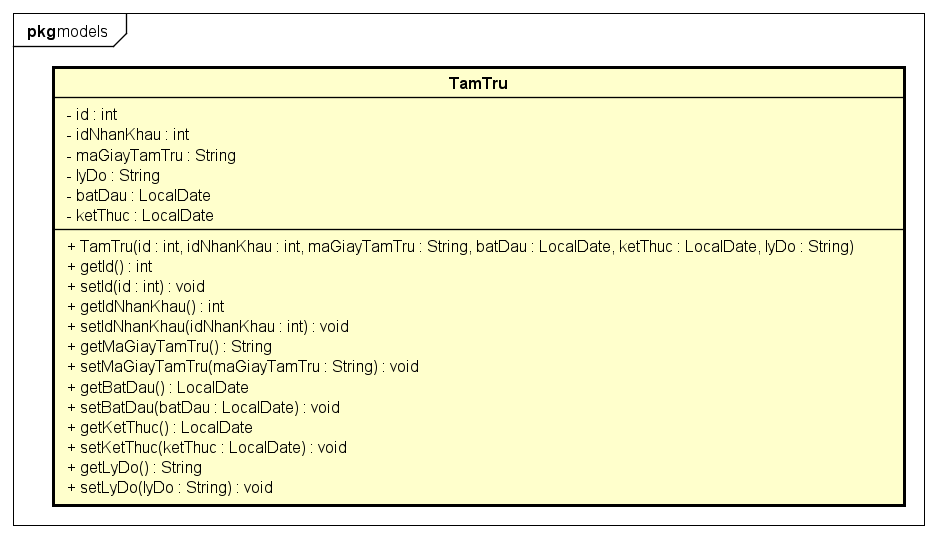 pkg models
TamTru
- id : int
- idNhanKhau : int
- maGiayTamTru : String
- lyDo : String
- batDau : LocalDate
- ketThuc : LocalDate
+ TamTru(id : int, idNhanKhau : int, maGiayTamTru : String, batDau : LocalDate, ketThuc : LocalDate, lyDo : String)
+ getId() : int
+ setId(id : int) : void
+ getIdNhanKhau() : int
+ setIdNhanKhau(idNhanKhau : int) : void
+ getMaGiayTamTru() : String
+ setMaGiayTamTru(maGiayTamTru : String) : void
+ getBatDau() : LocalDate
+ setBatDau(batDau : LocalDate) : void
+ getKetThuc() : LocalDate
+ setKetThuc(ketThuc : LocalDate) : void
+ getLyDo() : String
+ setLyDo(lyDo : String) : void